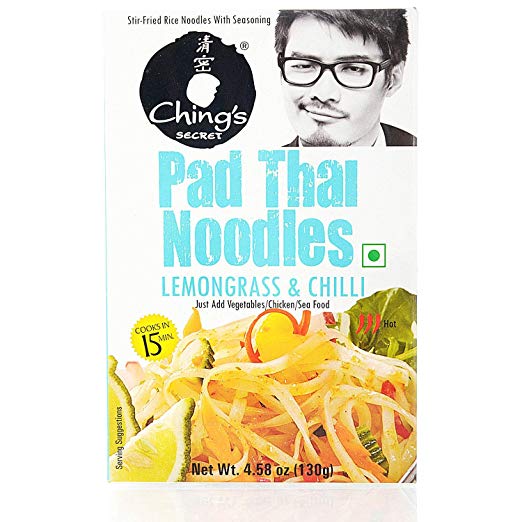 Stir-Fried Rice Noodles With Seasoning
清
密
®
Ching's
SECRET
Pad Thai
Noodles
LEMONGRASS & CHILLI
Just Add Vegetables/Chicken/Sea Food
Hot
COOKS IN
15 MIN.
Serving Suggestions
Net Wt. 4.58 oz (130g)